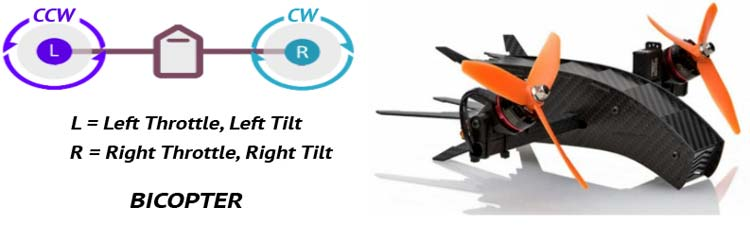 CCW
CW
L
R
L = Left Throttle, Left Tilt
R = Right Throttle, Right Tilt
BICOPTER